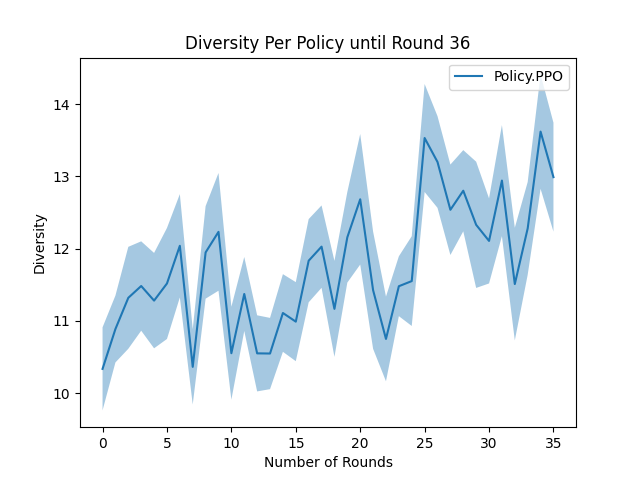 Diversity Per Policy until Round 36
Policy.PPO
14
13
12
11
10
Diversity
0 5 10 15 20 25 30 35
Number of Rounds